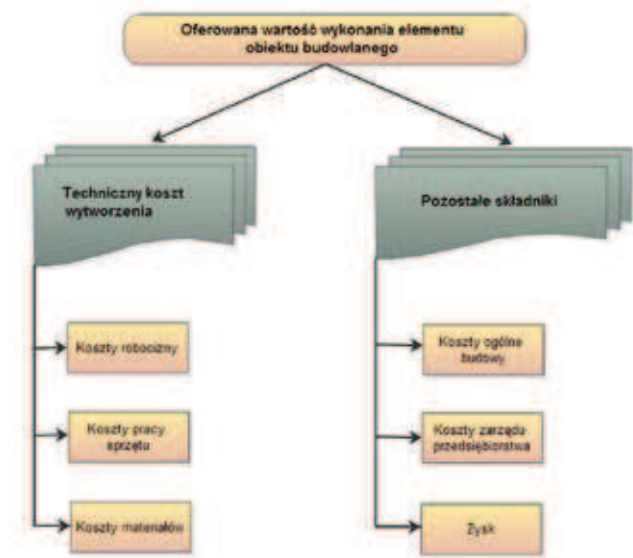 Oferowana wartość wykonania elementu
obiektu budowlanego
Techniczny koszt
wytworzenia
Koszty robocizny
Koszty pracy
sprzętu
Koszty materiałów
Pozostałe składniki
Koszty ogólne
budowy
Koszty zarządu
przedsiębiorstwa
Zysk